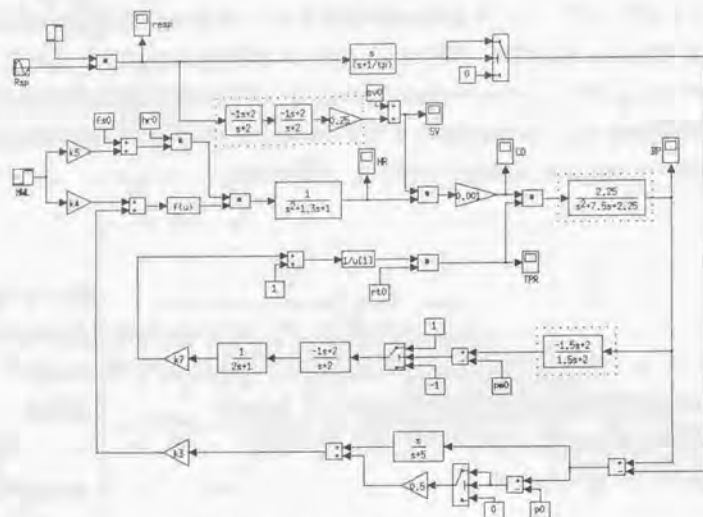 resp
Rsp
*
s
(s+1/tp)
0
-1s+2
s+2
-1s+2
s+2
0.25
sv0
SV
fs0
hr0
k5
*
MWL
k4
f(u)
*
1
s²+1.3s+1
HR
*
0.001
CO
*
2.25
s²+7.5s+2.25
BP
1
1/u[1]
rt0
*
TPR
k7
1
2s+1
-1s+2
s+2
1
-1
pm0
-1.5s+2
1.5s+2
k3
s
s+5
0.5
0
p0